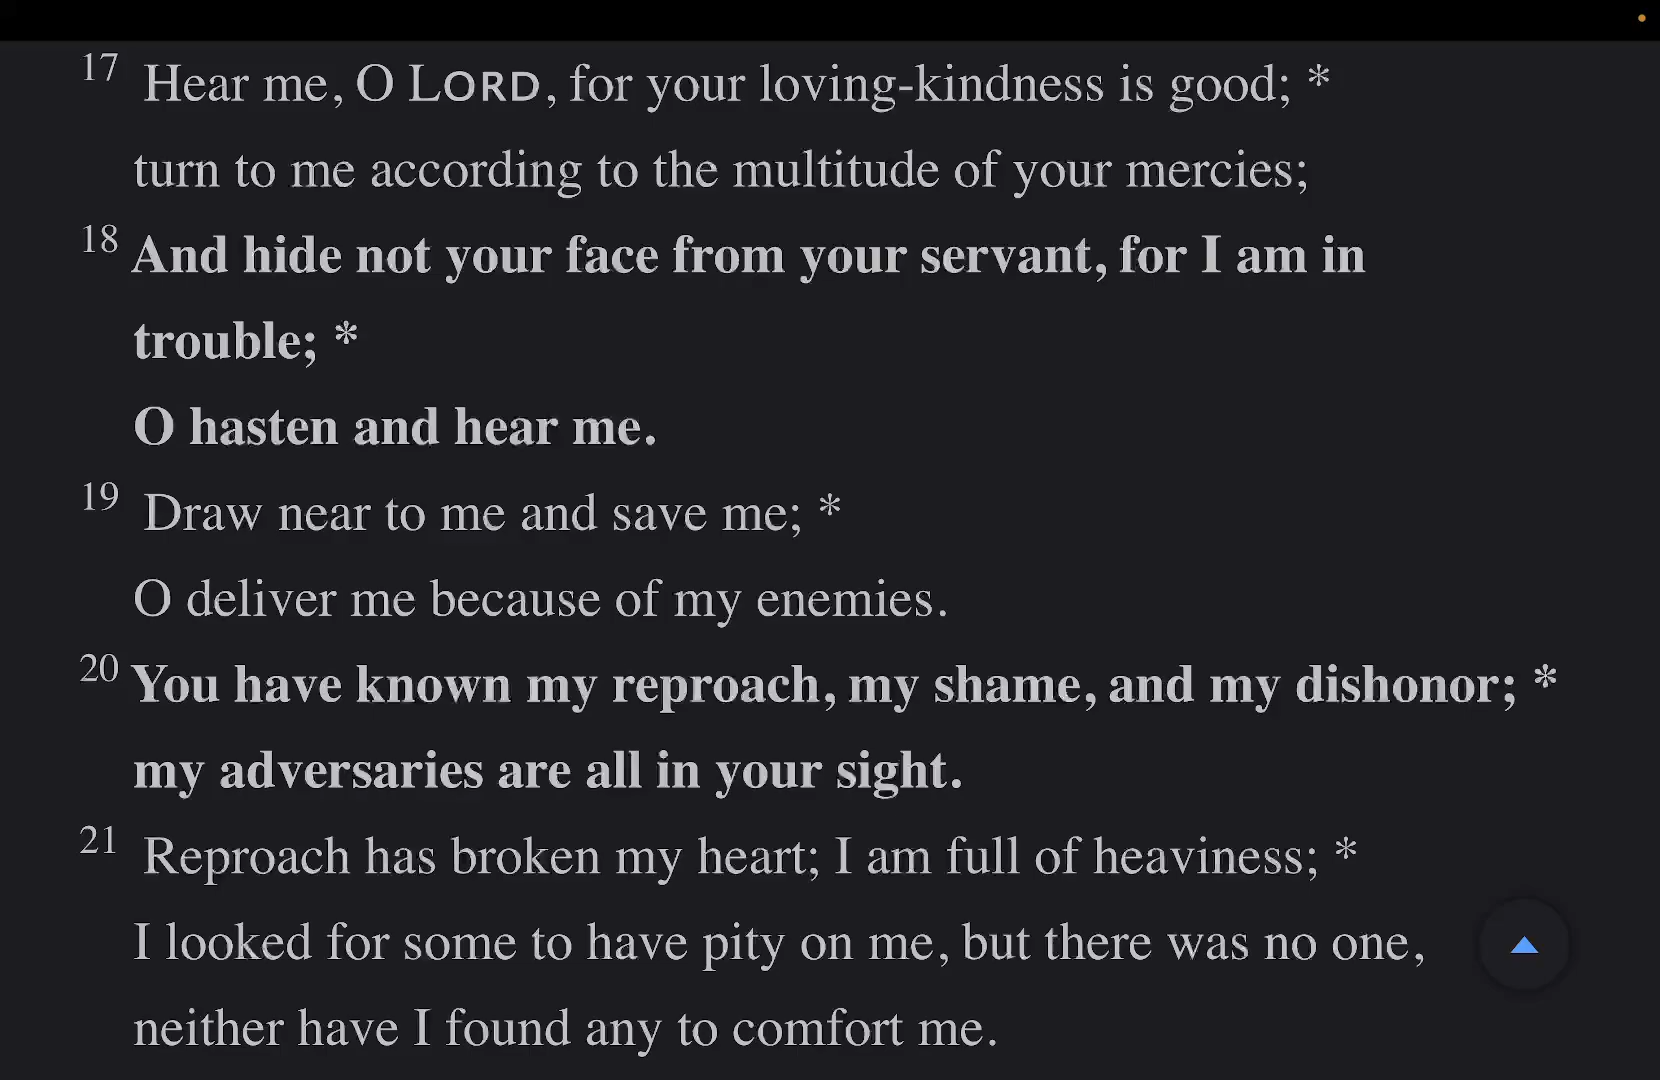 17 Hear me, O LORD, for your loving-kindness is good; *
turn to me according to the multitude of your mercies;
18 And hide not your face from your servant, for I am in
trouble; *
O hasten and hear me.
19 Draw near to me and save me; *
O deliver me because of my enemies.
20 You have known my reproach, my shame, and my dishonor; *
my adversaries are all in your sight.
21 Reproach has broken my heart; I am full of heaviness; *
I looked for some to have pity on me, but there was no one,
neither have I found any to comfort me.